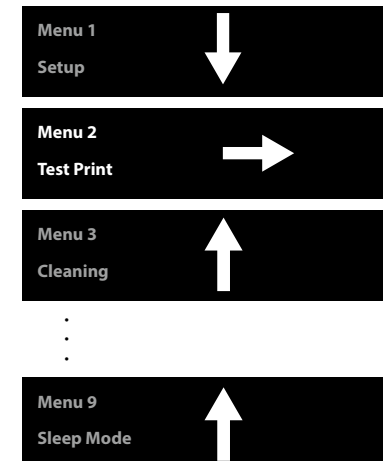 Menu 1
Setup
Menu 2
Test Print
Menu 3
Cleaning
.
.
.
Menu 9
Sleep Mode